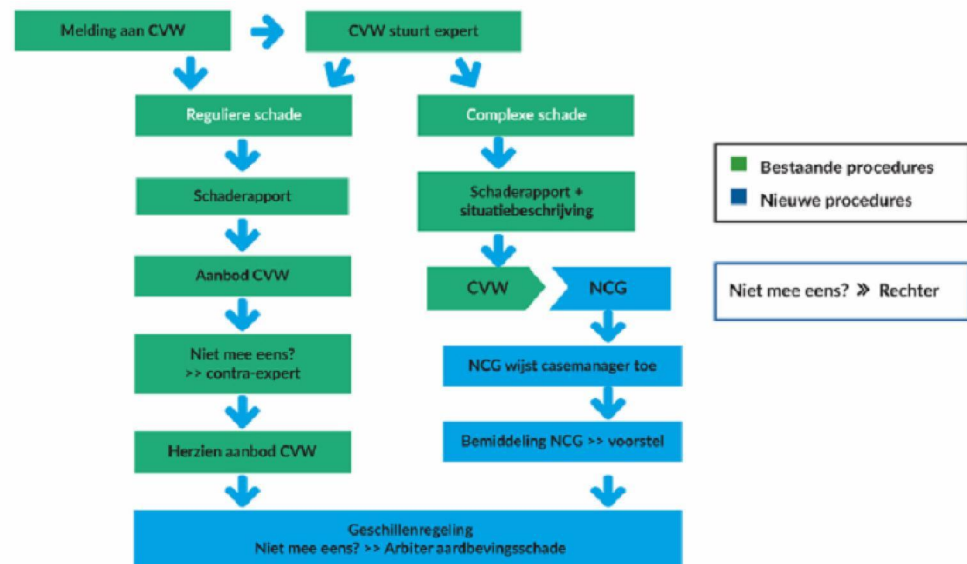 Melding aan CVW
CVW stuurt expert
Reguliere schade
Complexe schade
Schaderapport
Schaderapport +
situatiebeschrijving
Aanbod CVW
CVW
NCG
Niet mee eens?
>> contra-expert
NCG wijst casemanager toe
Herzien aanbod CVW
Bemiddeling NCG >> voorstel
Geschillenregeling
Niet mee eens? >> Arbiter aardbevingsschade
Bestaande procedures
Nieuwe procedures
Niet mee eens? >> Rechter